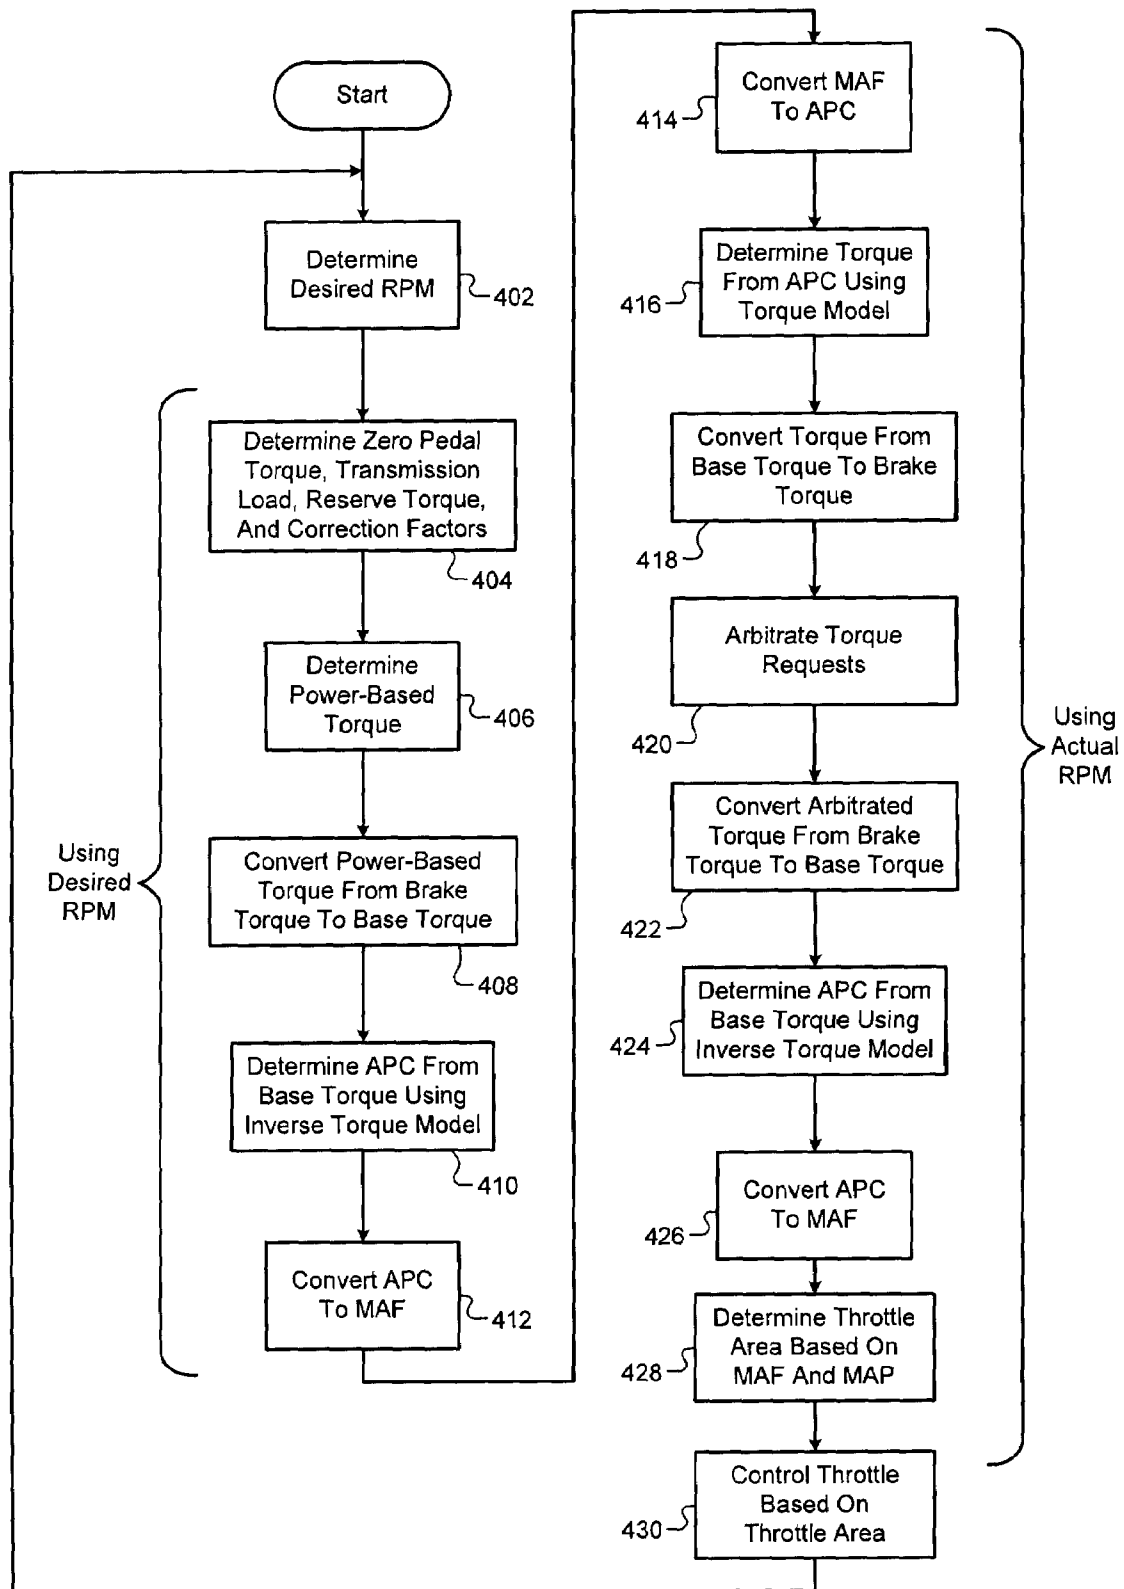 Start
Determine
Desired RPM
402
Determine Zero Pedal
Torque, Transmission
Load, Reserve Torque,
And Correction Factors
404
Determine
Power-Based
Torque
406
Convert Power-Based
Torque From Brake
Torque To Base Torque
408
Determine APC From
Base Torque Using
Inverse Torque Model
410
Convert APC
To MAF
412
Using
Desired
RPM
Convert MAF
To APC
414
Determine Torque
From APC Using
Torque Model
416
Convert Torque From
Base Torque To Brake
Torque
418
Arbitrate Torque
Requests
420
Convert Arbitrated
Torque From Brake
Torque To Base Torque
422
Determine APC From
Base Torque Using
Inverse Torque Model
424
Convert APC
To MAF
426
Determine Throttle
Area Based On
MAF And MAP
428
Control Throttle
Based On
Throttle Area
430
Using
Actual
RPM